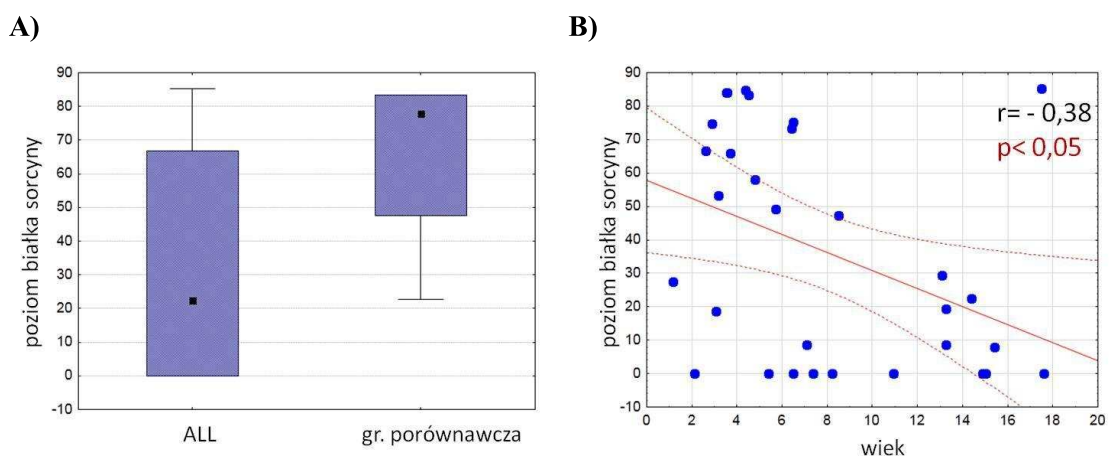 A)
B)
poziom białka sorcyny
90
80
70
60
50
40
30
20
10
0
-10
ALL
gr. porównawcza
poziom białka sorcyny
90
80
70
60
50
40
30
20
10
0
-10
r= - 0,38
p< 0,05
0 2 4 6 8 10 12 14 16 18 20
wiek